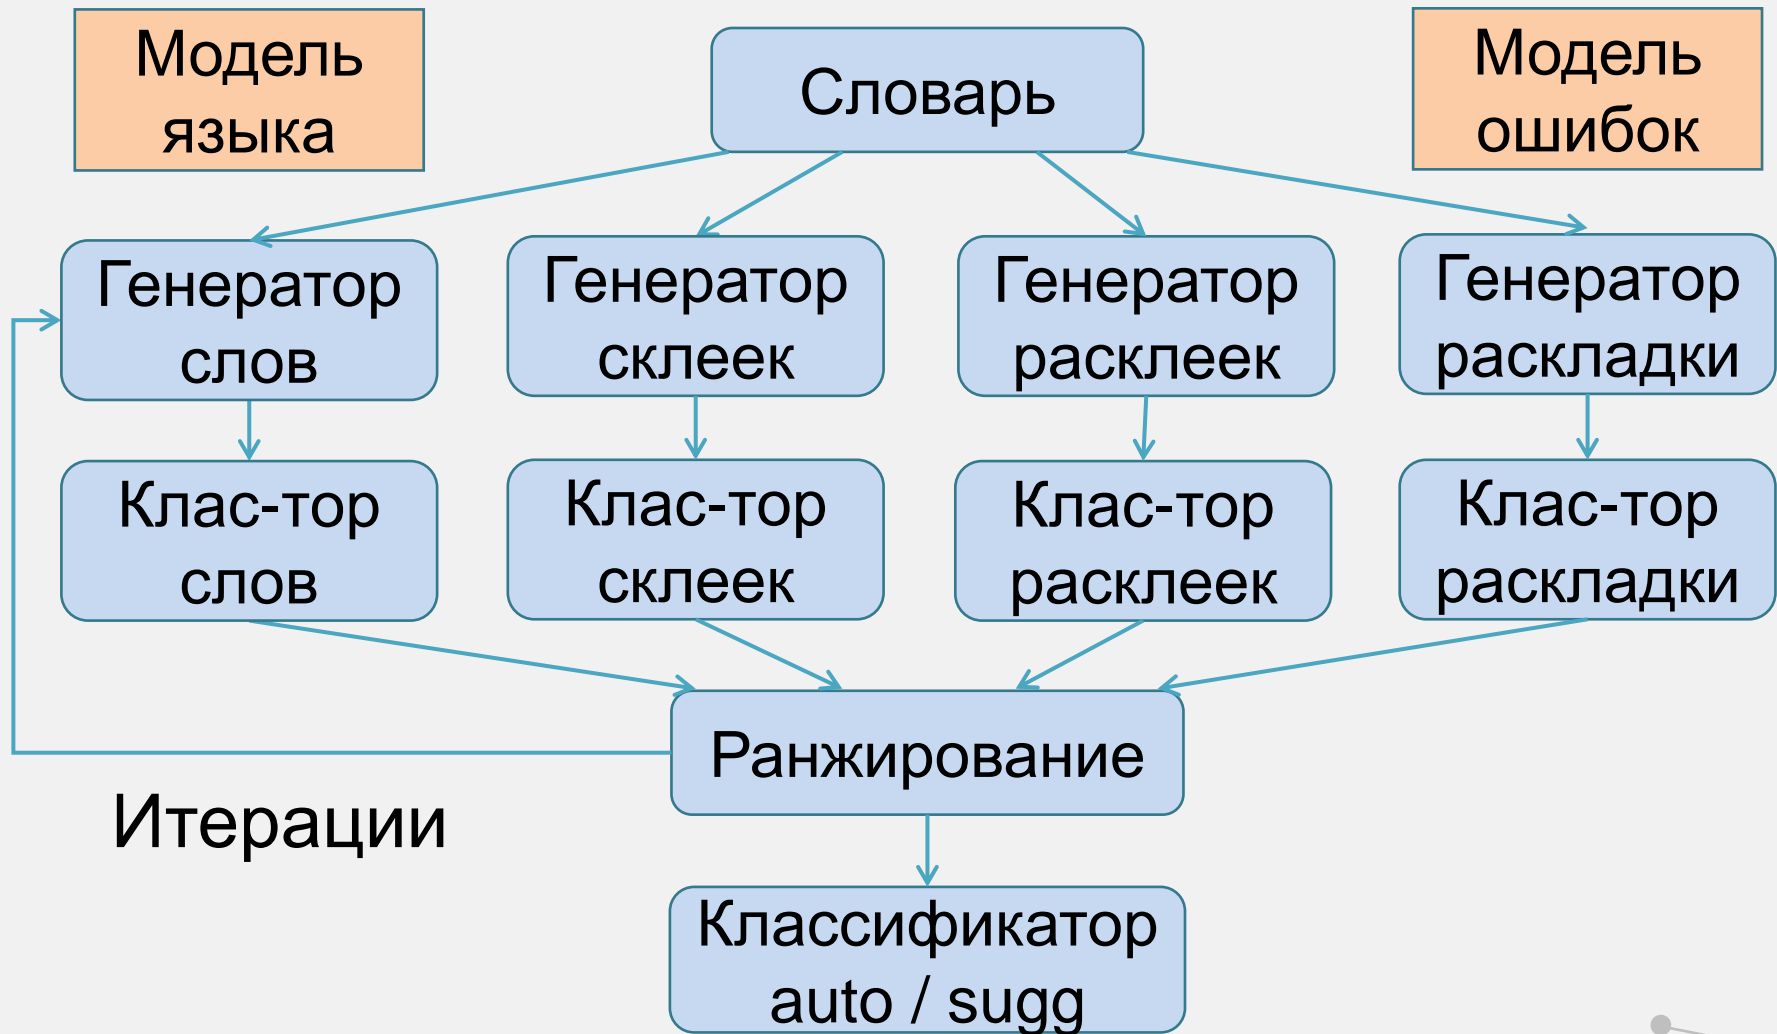 Модель
языка
Словарь
Модель
ошибок
Генератор
слов
Генератор
склеек
Генератор
расклеек
Генератор
раскладки
Клас-тор
слов
Клас-тор
склеек
Клас-тор
расклеек
Клас-тор
раскладки
Ранжирование
Итерации
Классификатор
auto / sugg